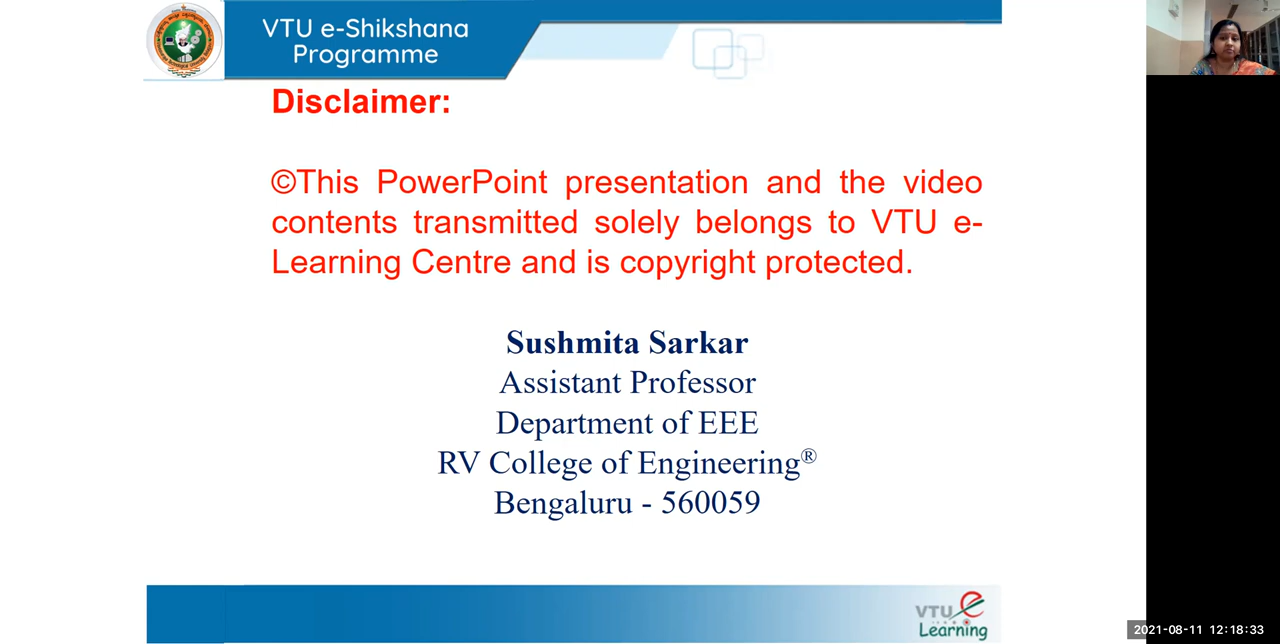 VTU e-Shikshana
Programme
Disclaimer:
©This PowerPoint presentation and the video
contents transmitted solely belongs to VTU e-
Learning Centre and is copyright protected.
Sushmita Sarkar
Assistant Professor
Department of EEE
RV College of Engineering®
Bengaluru - 560059
VTU e
Learning
2021-08-11 12:18:33